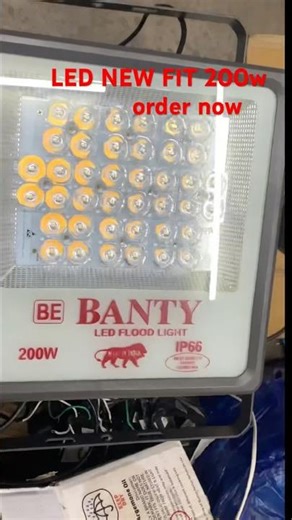 LED NEW FIT 200w
order now
BE BANTY
LED FLOOD LIGHT
200W
IP66